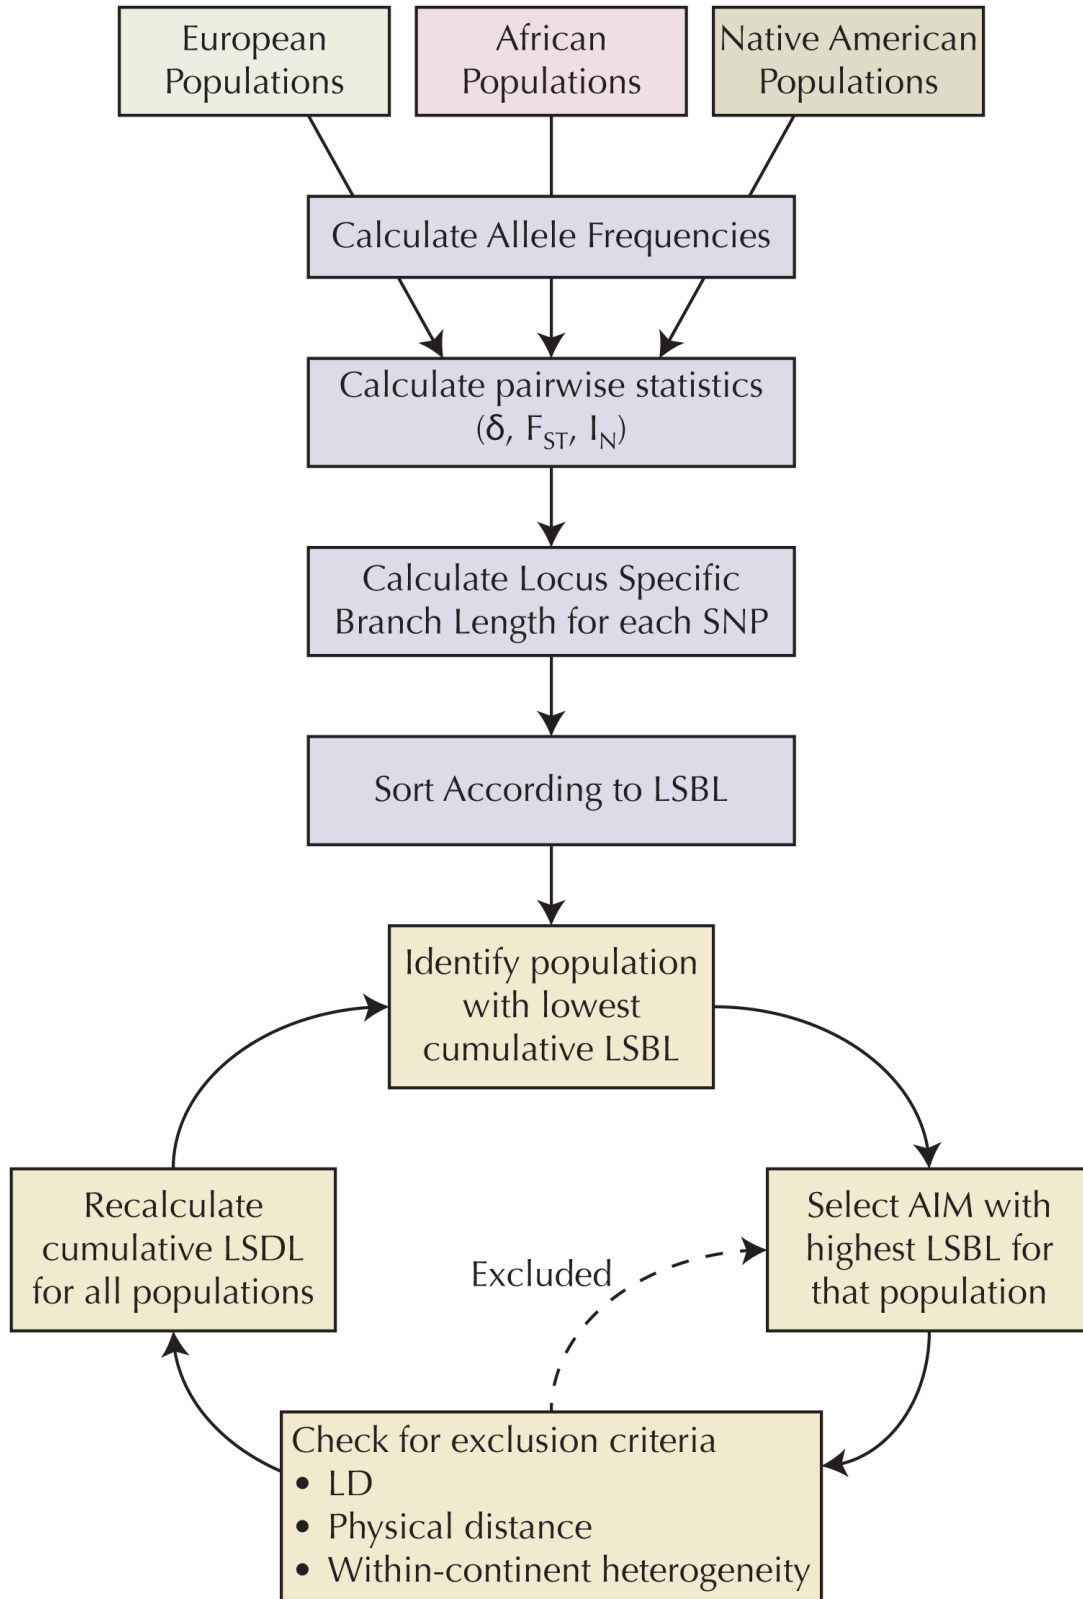 European
Populations
African
Populations
Native American
Populations
Calculate Allele Frequencies
Calculate pairwise statistics
(δ, F_ST, I_N)
Calculate Locus Specific
Branch Length for each SNP
Sort According to LSBL
Identify population
with lowest
cumulative LSBL
Recalculate
cumulative LSDL
for all populations
Select AIM with
highest LSBL for
that population
Excluded
Check for exclusion criteria
• LD
• Physical distance
• Within-continent heterogeneity